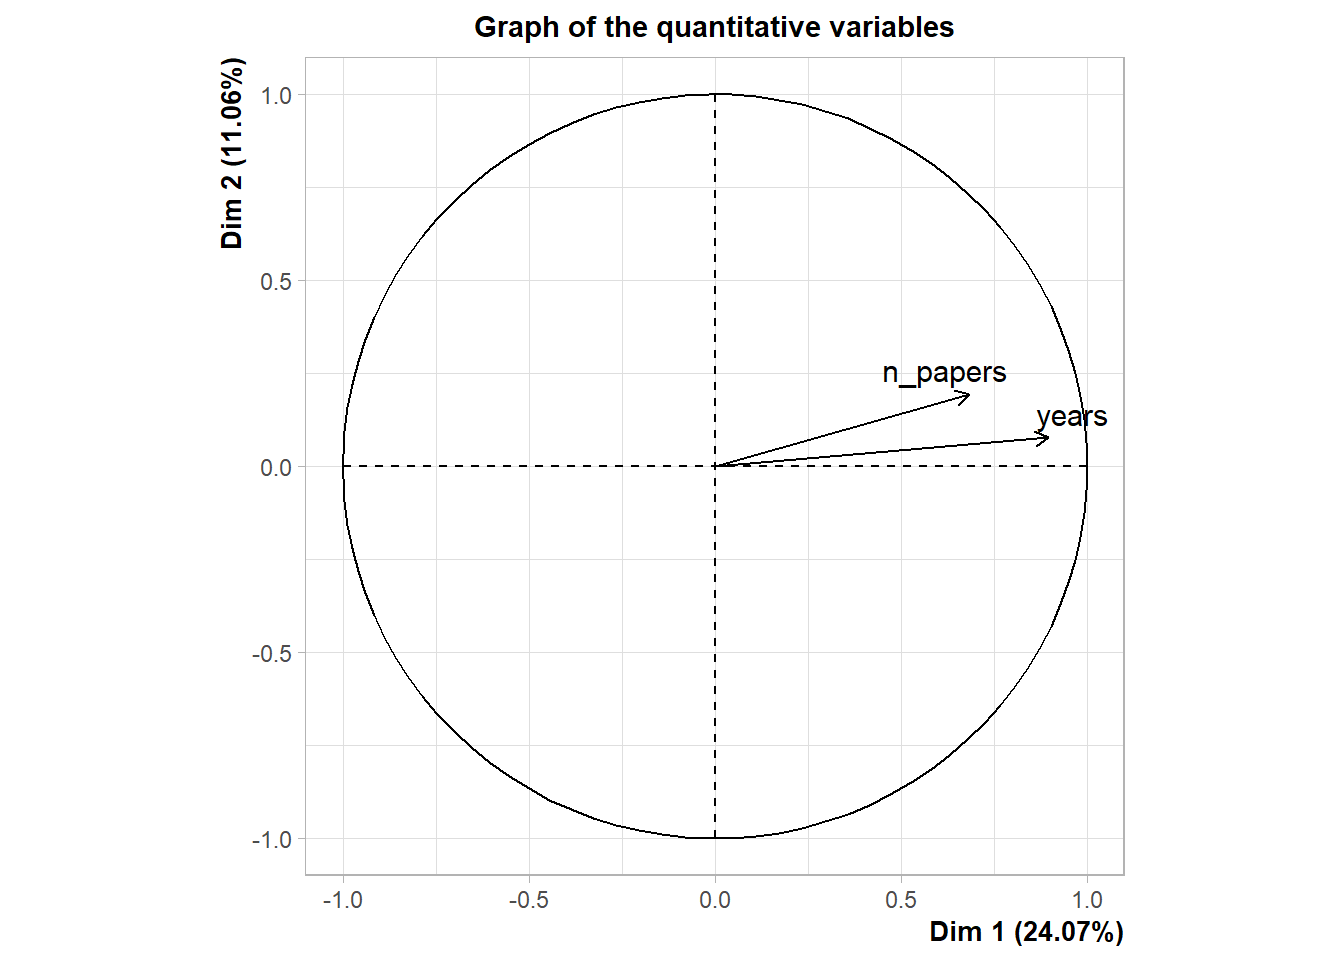 Graph of the quantitative variables
Dim 2 (11.06%)
1.0
0.5
0.0
-0.5
-1.0
n_papers
years
-1.0
-0.5
0.0
0.5
1.0
Dim 1 (24.07%)